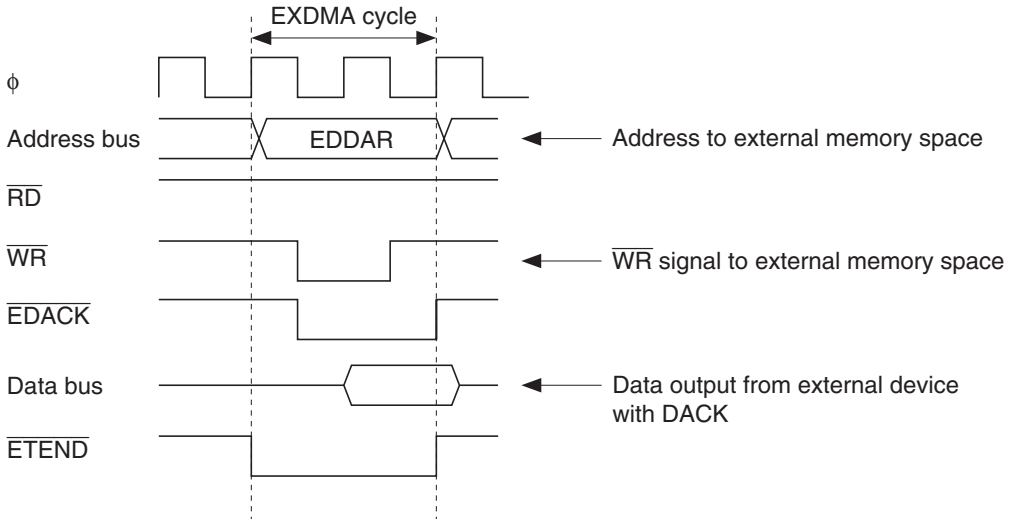 EXDMA cycle
ϕ
Address bus
EDDAR
Address to external memory space
RD
WR
WR signal to external memory space
EDACK
Data bus
Data output from external device
with DACK
ETEND